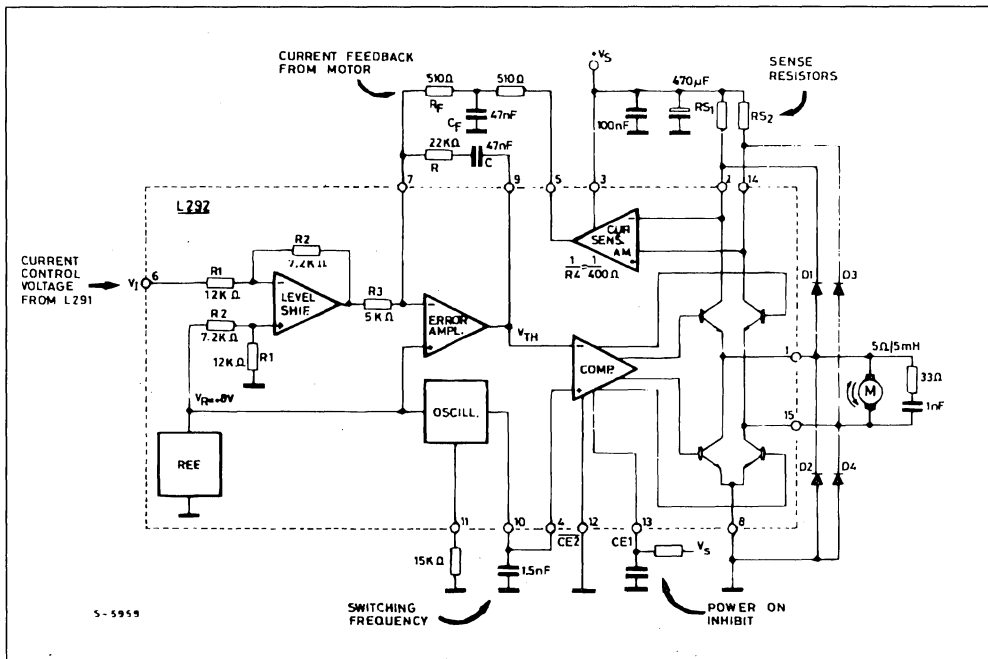 CURRENT FEEDBACK
FROM MOTOR
510Ω
510Ω
RF
CF
47nF
22KΩ
R
47nF
C
+VS
470µF
100nF
RS1
RS2
SENSE
RESISTORS
7
9
5
3
2
14
L292
CURRENT
CONTROL
VOLTAGE
FROM L291
VI
6
R1
12KΩ
R2
7.2KΩ
LEVEL
SHIF.
R3
5KΩ
R2
7.2KΩ
12KΩ
R1
ERROR
AMPL.
VTH
CUR
SENS.
AM.
1/R4 = 1/400Ω
COMP.
OSCILL.
REF
D1
D3
1
5Ω/5mH
M
33Ω
1nF
15
D2
D4
11
10
4
12
13
8
CE2
CE1
VS
15KΩ
1.5nF
SWITCHING
FREQUENCY
POWER ON
INHIBIT
S-5959